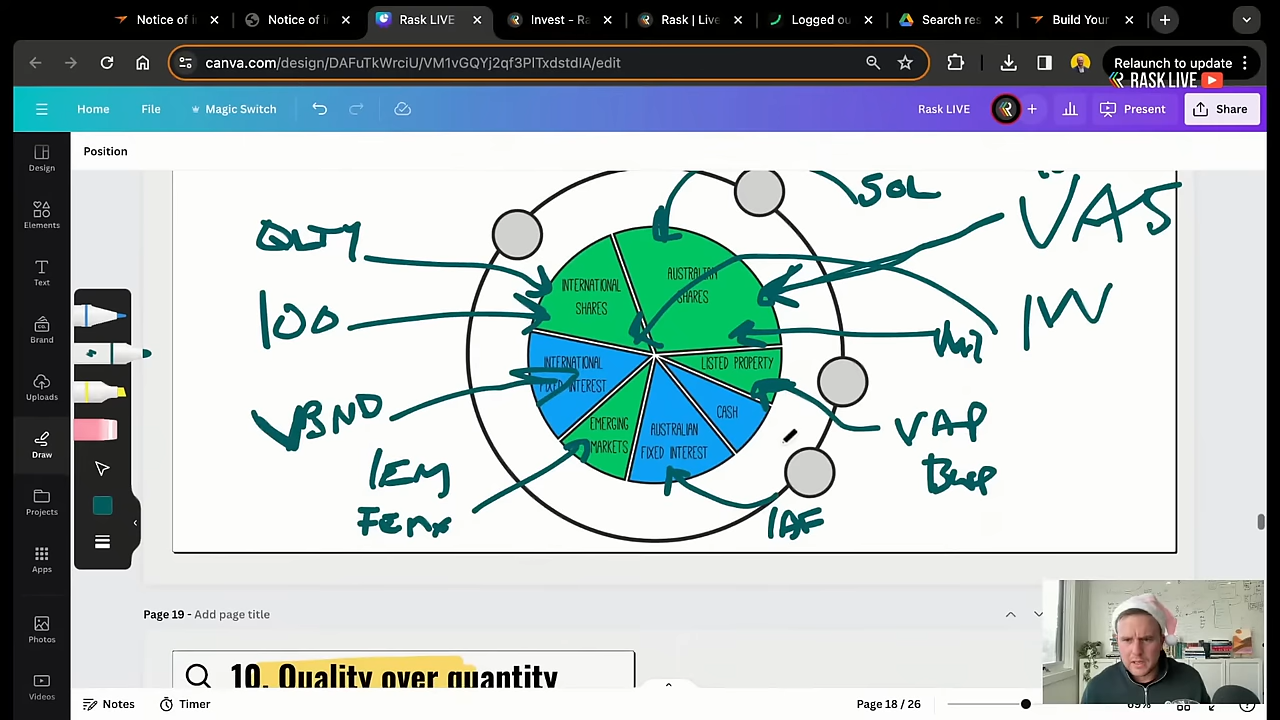 Notice of i
Notice of i
Rask LIVE
Invest - Ra
Rask | Live
Logged ou
Search res
Build Your
canva.com/design/DAFuTkWrciU/VM1vGQYj2qf3PITxdstdIA/edit
Relaunch to update
RASK LIVE
Home
File
Magic Switch
Rask LIVE
Present
Share
Position
Design
Elements
Text
Brand
Uploads
Draw
Projects
Apps
Photos
Videos
SOL
VAS
QLTY
100
VBND
IEM
FEMX
IAF
VAP
INTERNATIONAL
SHARES
AUSTRALIAN
SHARES
LISTED PROPERTY
CASH
AUSTRALIAN
FIXED INTEREST
EMERGING
MARKETS
INTERNATIONAL
FIXED INTEREST
Page 19 - Add page title
10. Quality over quantity
Notes
Timer
Page 18 / 26
69%